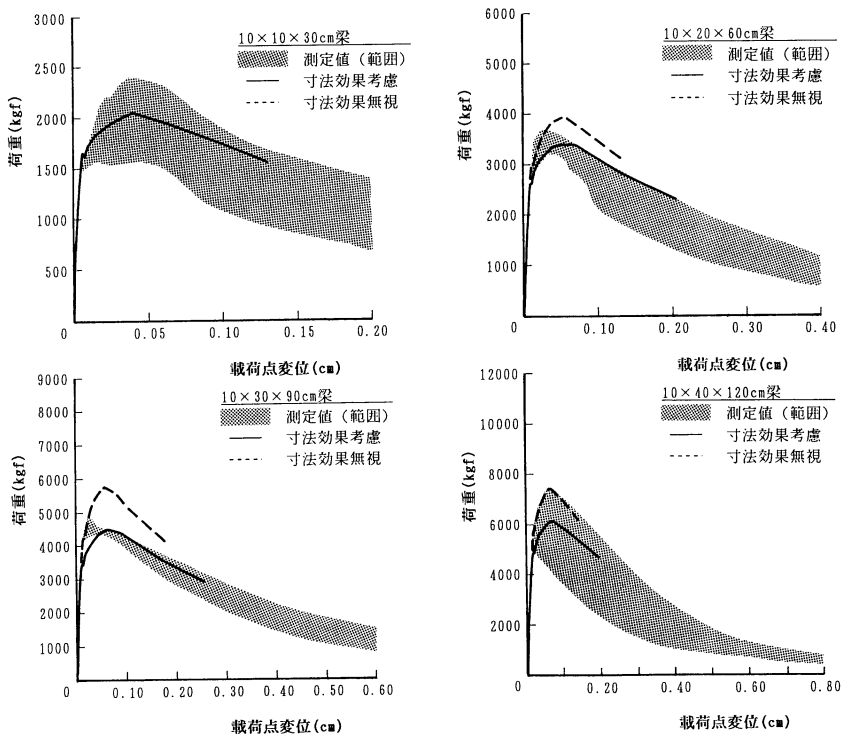 10×10×30cm梁
測定値（範囲）
寸法効果考慮
寸法効果無視
荷重(kgf)
3000
2500
2000
1500
1000
500
0
0.05
0.10
0.15
0.20
載荷点変位(cm)
10×20×60cm梁
測定値（範囲）
寸法効果考慮
寸法効果無視
荷重(kgf)
6000
5000
4000
3000
2000
1000
0
0.10
0.20
0.30
0.40
載荷点変位(cm)
10×30×90cm梁
測定値（範囲）
寸法効果考慮
寸法効果無視
荷重(kgf)
9000
8000
7000
6000
5000
4000
3000
2000
1000
0
0.10
0.20
0.30
0.40
0.50
0.60
載荷点変位(cm)
10×40×120cm梁
測定値（範囲）
寸法効果考慮
寸法効果無視
荷重(kgf)
12000
10000
8000
6000
4000
2000
0
0.20
0.40
0.60
0.80
載荷点変位(cm)